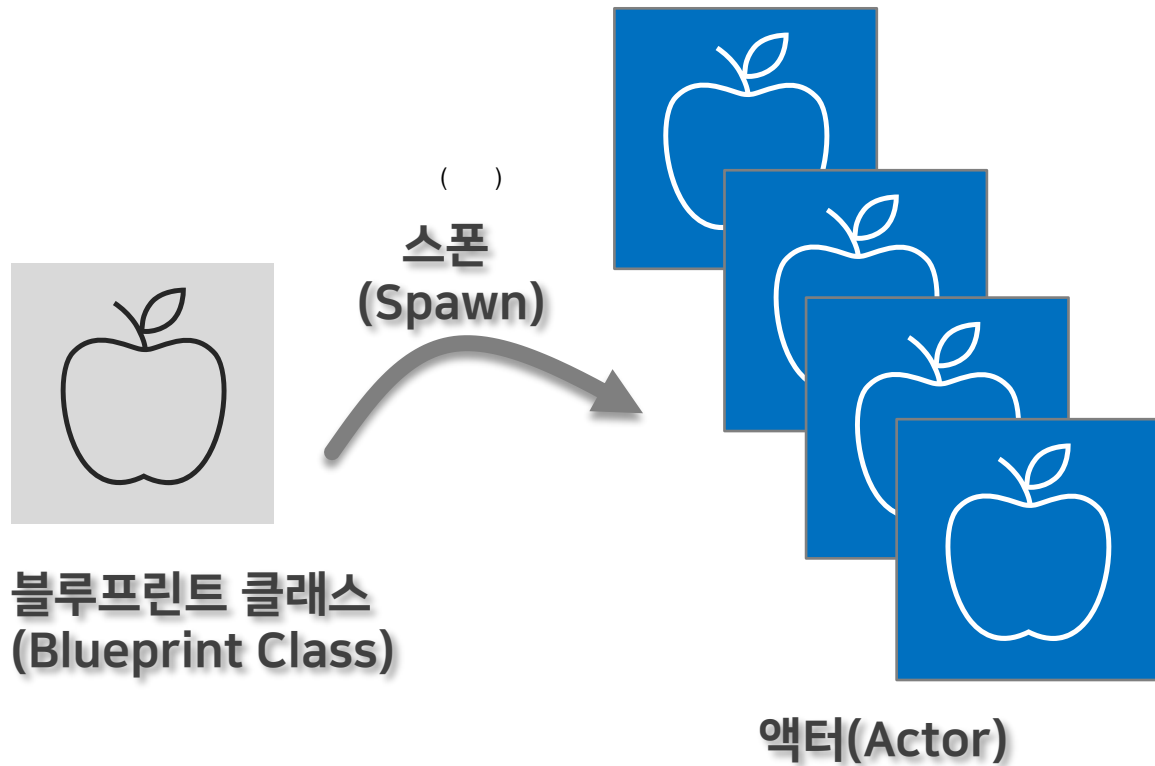 ( )
스폰
(Spawn)
블루프린트 클래스
(Blueprint Class)
액터(Actor)